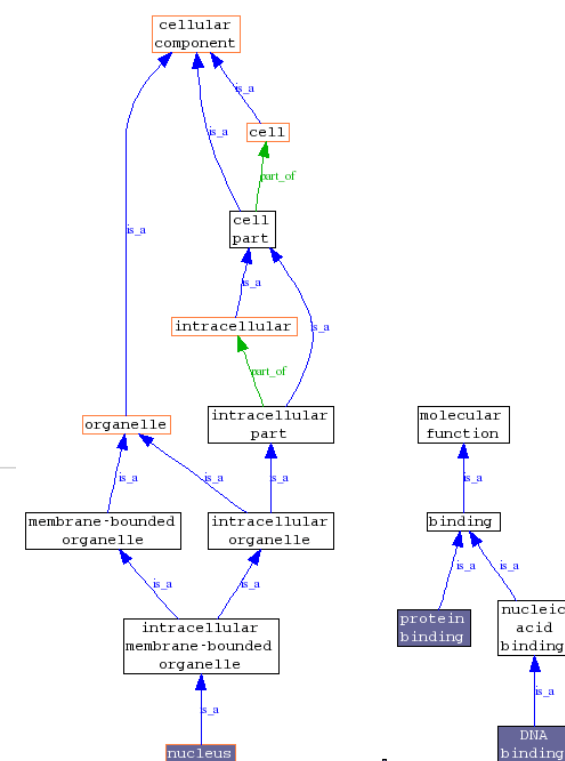 cellular
component
is_a
is_a
cell
part_of
is_a
cell
part
is_a
intracellular
is_a
part_of
organelle
intracellular
part
molecular
function
is_a
is_a
is_a
is_a
membrane-bounded
organelle
intracellular
organelle
binding
is_a
is_a
is_a
is_a
protein
binding
nucleic
acid
binding
intracellular
membrane-bounded
organelle
is_a
is_a
nucleus
DNA
binding